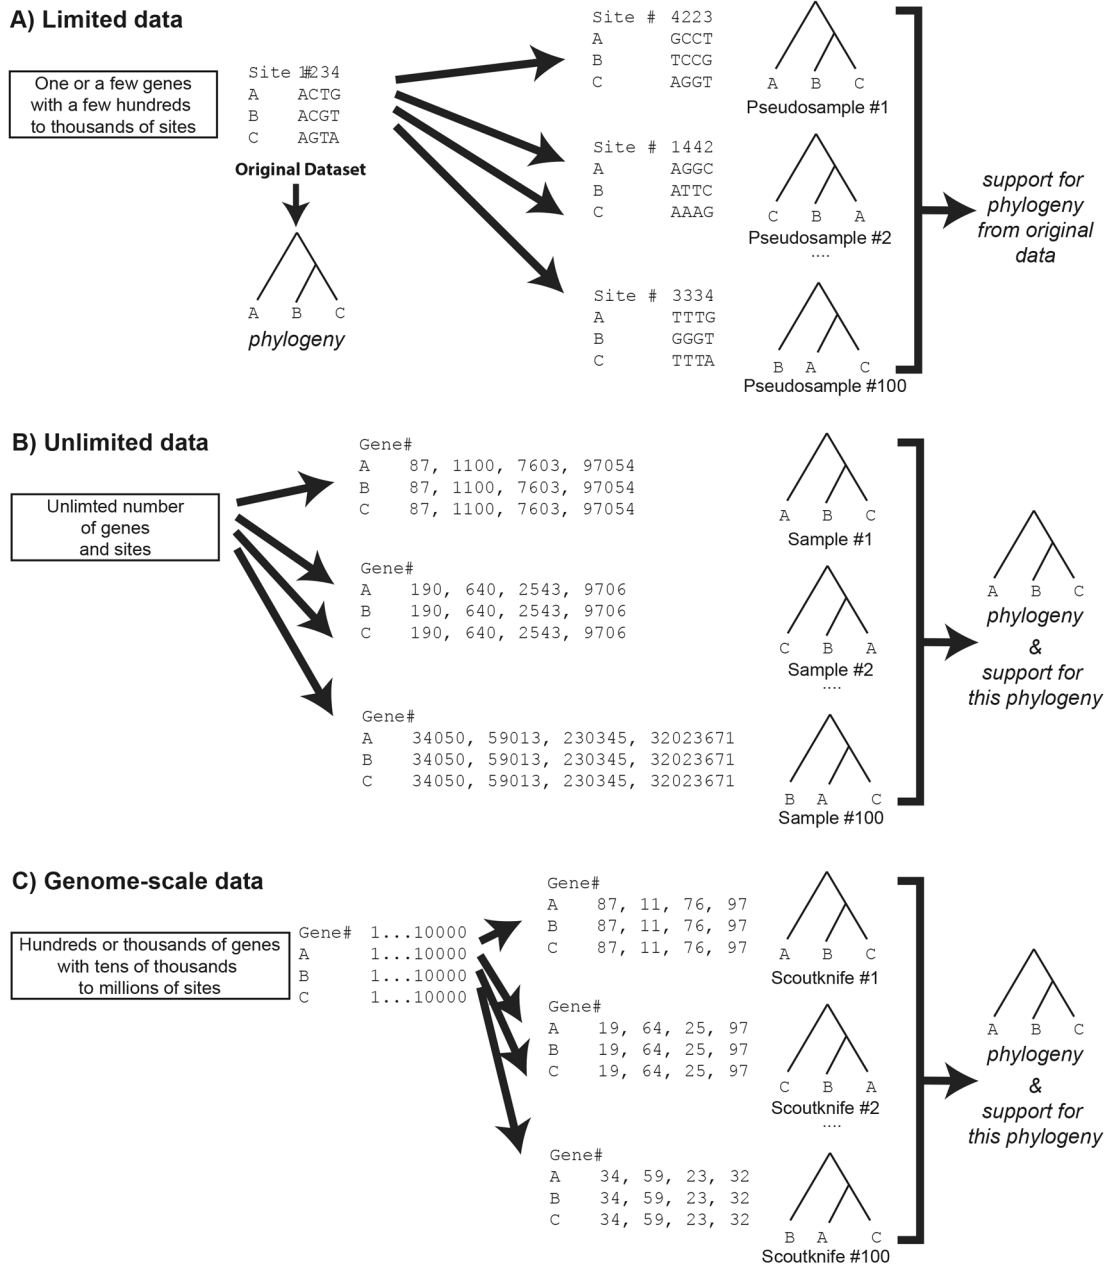 A) Limited data
One or a few genes
with a few hundreds
to thousands of sites
Site # 1234
A ACTG
B ACGT
C AGTA
Original Dataset
A B C
phylogeny
Site # 4223
A GCCT
B TCCG
C AGGT
A B C
Pseudosample #1
Site # 1442
A AGGC
B ATTC
C AAAG
C B A
Pseudosample #2
....
Site # 3334
A TTTG
B GGGT
C TTTA
B A C
Pseudosample #100
support for
phylogeny
from original
data
B) Unlimited data
Unlimted number
of genes
and sites
Gene#
A 87, 1100, 7603, 97054
B 87, 1100, 7603, 97054
C 87, 1100, 7603, 97054
A B C
Sample #1
Gene#
A 190, 640, 2543, 9706
B 190, 640, 2543, 9706
C 190, 640, 2543, 9706
C B A
Sample #2
....
Gene#
A 34050, 59013, 230345, 32023671
B 34050, 59013, 230345, 32023671
C 34050, 59013, 230345, 32023671
B A C
Sample #100
A B C
phylogeny
&
support for
this phylogeny
C) Genome-scale data
Hundreds or thousands of genes
with tens of thousands
to millions of sites
Gene# 1...10000
A 1...10000
B 1...10000
C 1...10000
Gene#
A 87, 11, 76, 97
B 87, 11, 76, 97
C 87, 11, 76, 97
A B C
Scoutknife #1
Gene#
A 19, 64, 25, 97
B 19, 64, 25, 97
C 19, 64, 25, 97
C B A
Scoutknife #2
....
Gene#
A 34, 59, 23, 32
B 34, 59, 23, 32
C 34, 59, 23, 32
B A C
Scoutknife #100
A B C
phylogeny
&
support for
this phylogeny